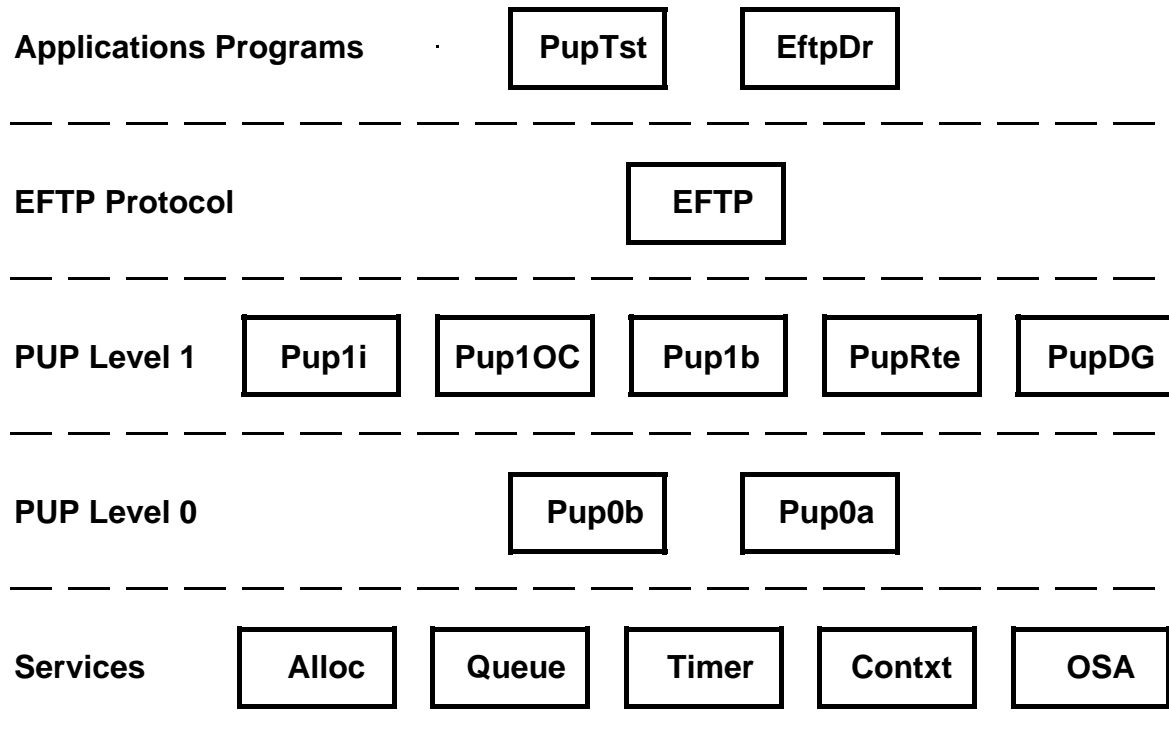 Applications Programs PupTst EftpDr
EFTP Protocol EFTP
PUP Level 1 Pup1i Pup1OC Pup1b PupRte PupDG
PUP Level 0 Pup0b Pup0a
Services Alloc Queue Timer Contxt OSA